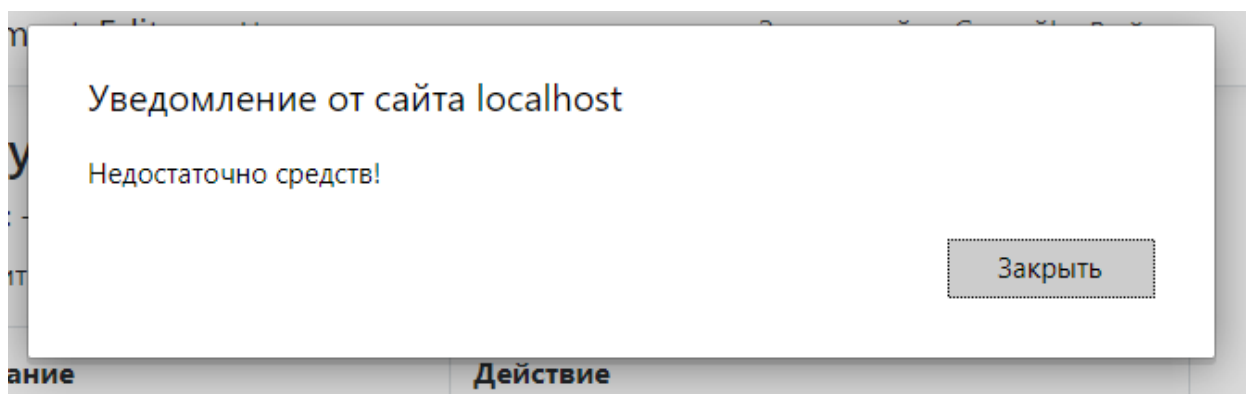 Уведомление от сайта localhost
Недостаточно средств!
Закрыть
Действие